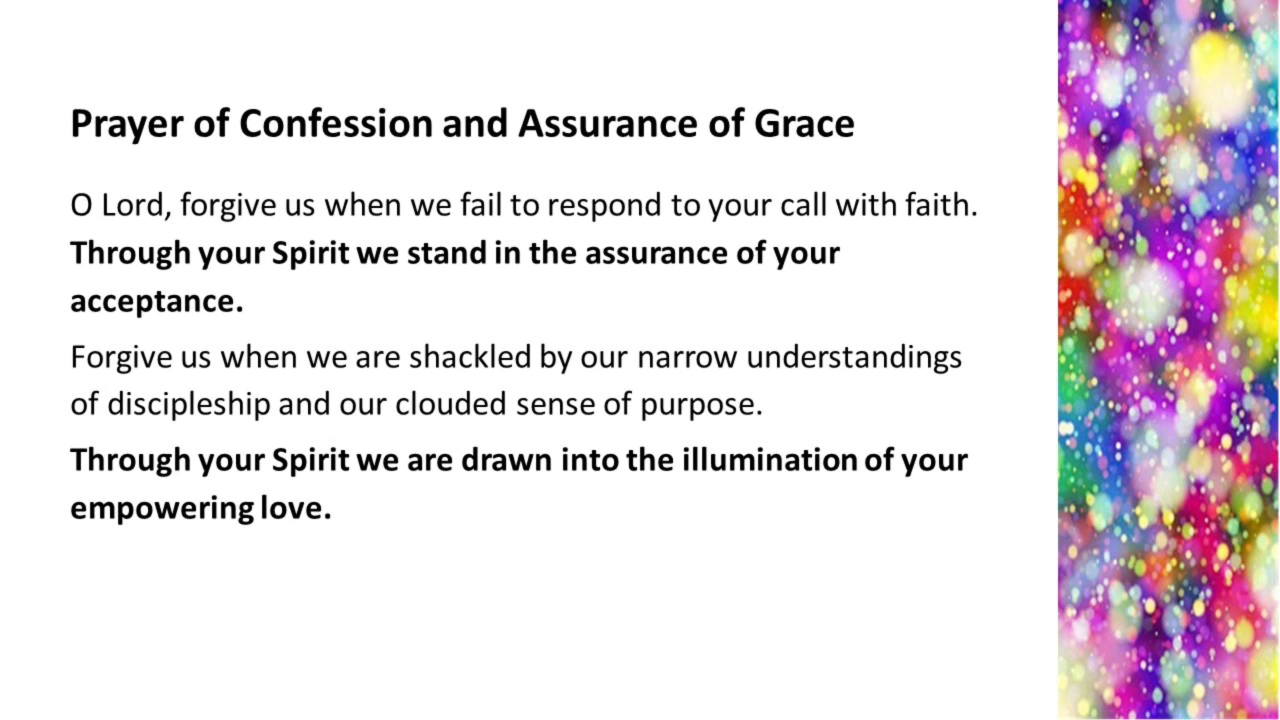 Prayer of Confession and Assurance of Grace
O Lord, forgive us when we fail to respond to your call with faith.
Through your Spirit we stand in the assurance of your
acceptance.
Forgive us when we are shackled by our narrow understandings
of discipleship and our clouded sense of purpose.
Through your Spirit we are drawn into the illumination of your
empowering love.